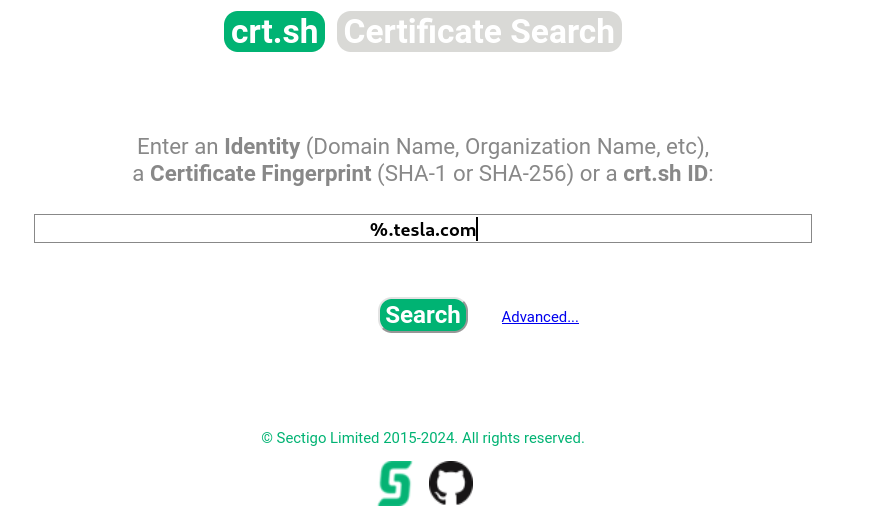 crt.sh Certificate Search
Enter an Identity (Domain Name, Organization Name, etc),
a Certificate Fingerprint (SHA-1 or SHA-256) or a crt.sh ID:
%.tesla.com
Search Advanced...
© Sectigo Limited 2015-2024. All rights reserved.